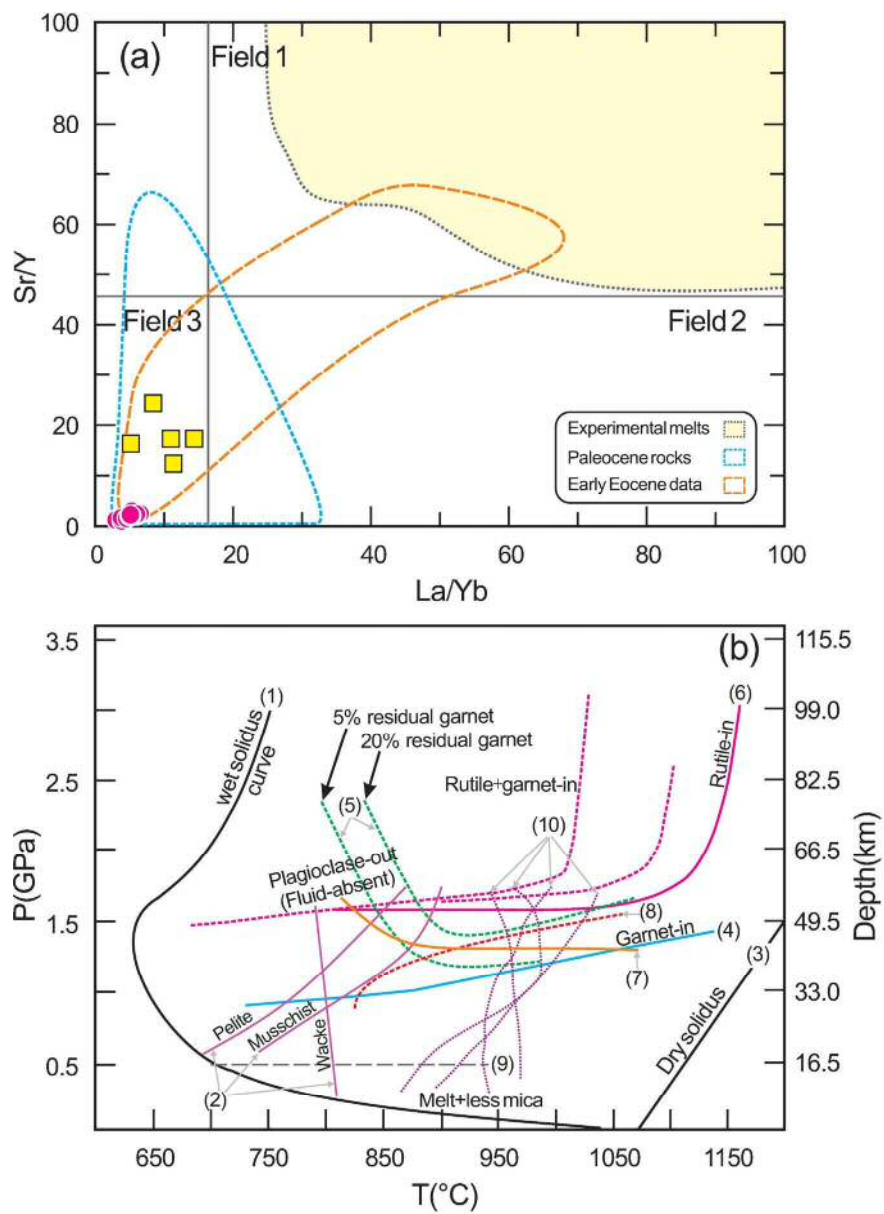 100
(a)
Field 1
80
60
Sr/Y
40
Field 3
Field 2
20
Experimental melts
Paleocene rocks
Early Eocene data
0
0
20
40
60
80
100
La/Yb
3.5
(b)
115.5
(1)
5% residual garnet
(6)
99.0
wet solidus
curve
20% residual garnet
Rutile-in
2.5
Rutile+garnet-in
82.5
(5)
(10)
P(GPa)
Plagioclase-out
66.5
Depth(km)
(Fluid-absent)
1.5
(8)
49.5
Garnet-in
(4)
(3)
(7)
33.0
Pelite
Musschist
Wacke
Dry solidus
0.5
(9)
16.5
(2)
Melt+less mica
650
750
850
950
1050
1150
T(°C)